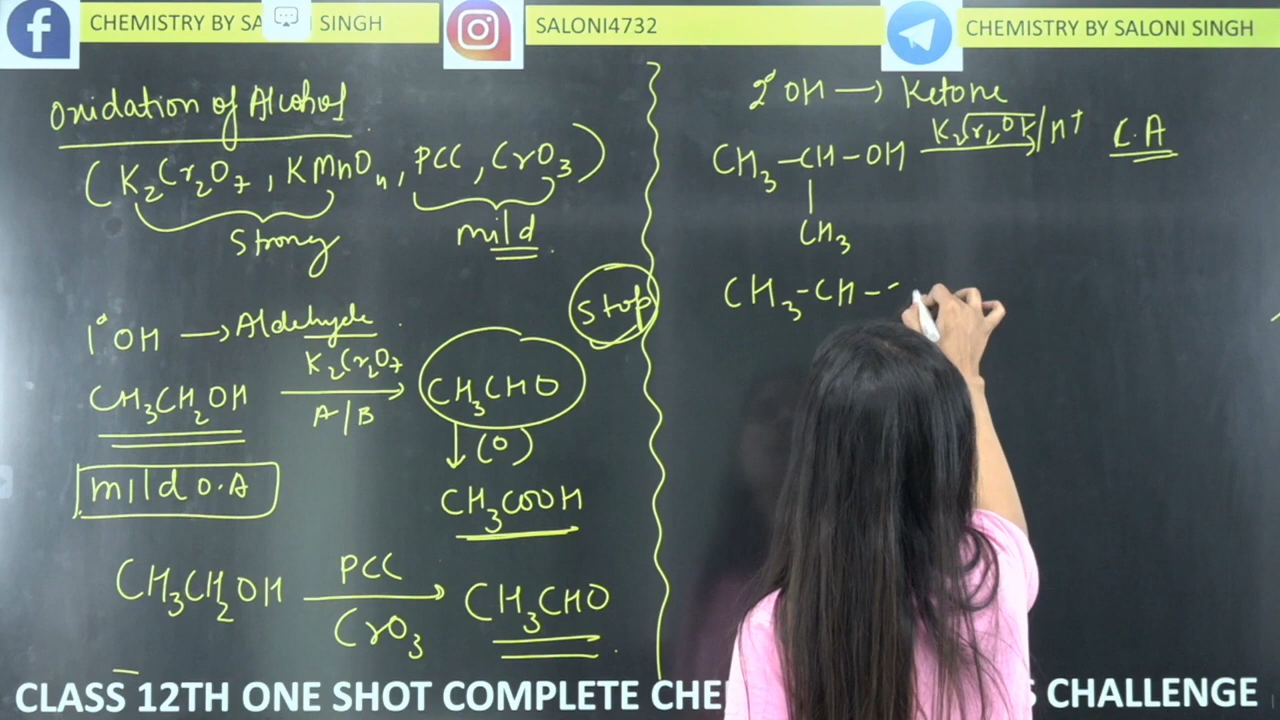 CHEMISTRY BY SA SINGH
SALONI4732
CHEMISTRY BY SALONI SINGH
Oxidation of Alcohol
(K₂Cr₂O₇, KMnO₄, PCC, CrO₃)
Strong
mild
1° OH → Aldehyde
CH₃CH₂OH K₂Cr₂O₇ A/B → CH₃CHO
Stop
↓ (O)
CH₃COOH
mild O.A
CH₃CH₂OH PCC CrO₃ → CH₃CHO
2° OH → Ketone
CH₃-CH-OH /H⁺
CH₃
CH₃-CH-
CLASS 12TH ONE SHOT COMPLETE CHE S CHALLENGE